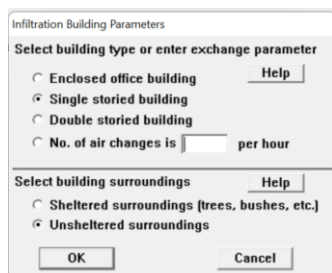 Infiltration Building Parameters
Select building type or enter exchange parameter
Enclosed office building
Help
Single storied building
Double storied building
No. of air changes is per hour
Select building surroundings
Help
Sheltered surroundings (trees, bushes, etc.)
Unsheltered surroundings
OK
Cancel